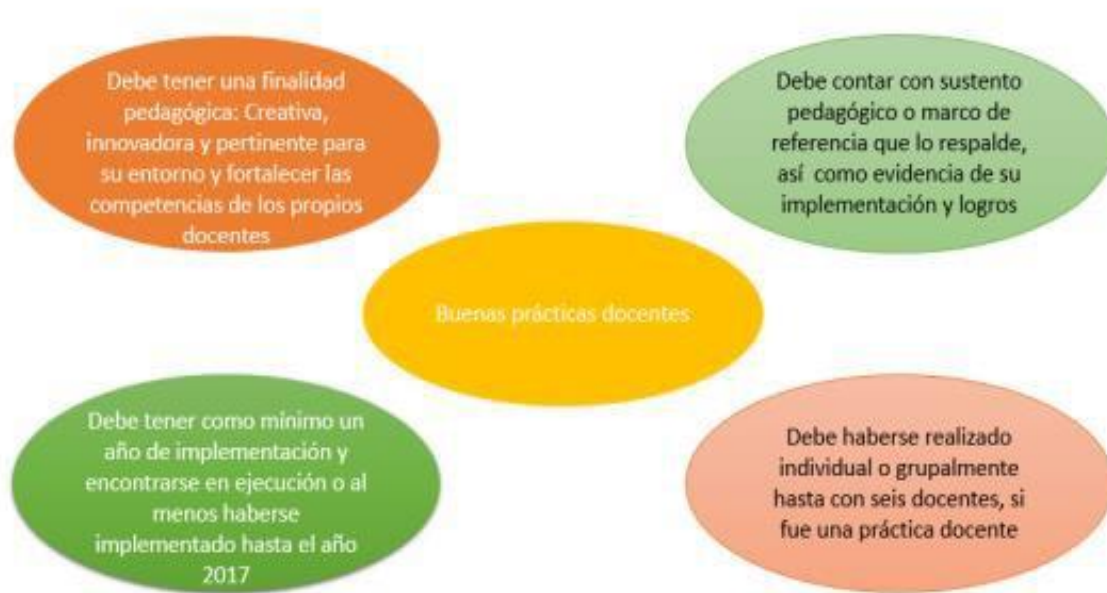 Debe tener una finalidad
pedagógica: Creativa,
innovadora y pertinente para
su entorno y fortalecer las
competencias de los propios
docentes
Debe contar con sustento
pedagógico o marco de
referencia que lo respalde,
así como evidencia de su
implementación y logros
Buenas prácticas docentes
Debe tener como mínimo un
año de implementación y
encontrarse en ejecución o al
menos haberse
implementado hasta el año
2017
Debe haberse realizado
individual o grupalmente
hasta con seis docentes, si
fue una práctica docente